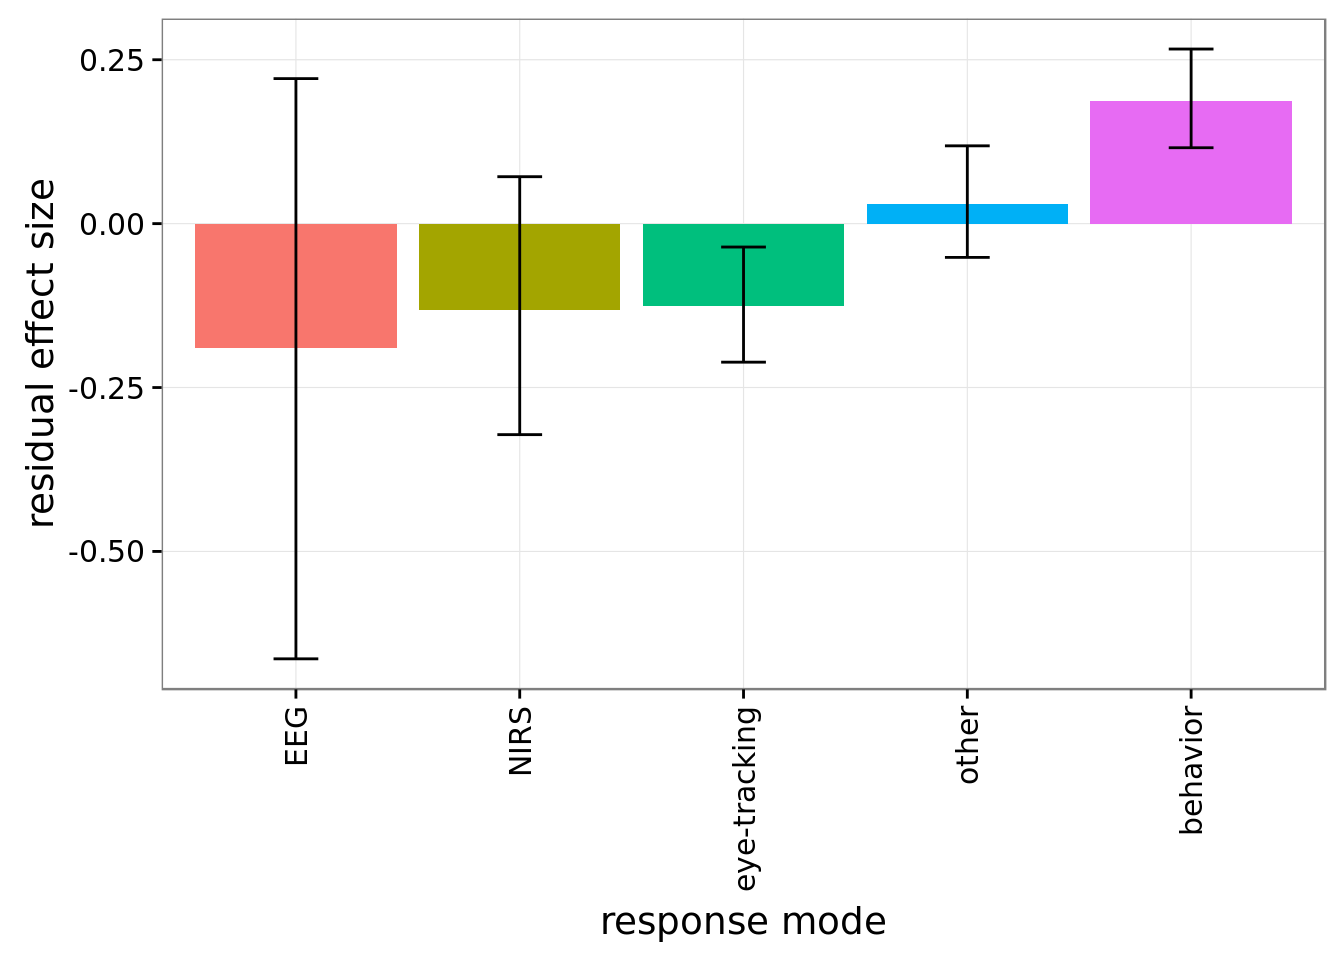 residual effect size
0.25
0.00
-0.25
-0.50
EEG
NIRS
eye-tracking
other
behavior
response mode